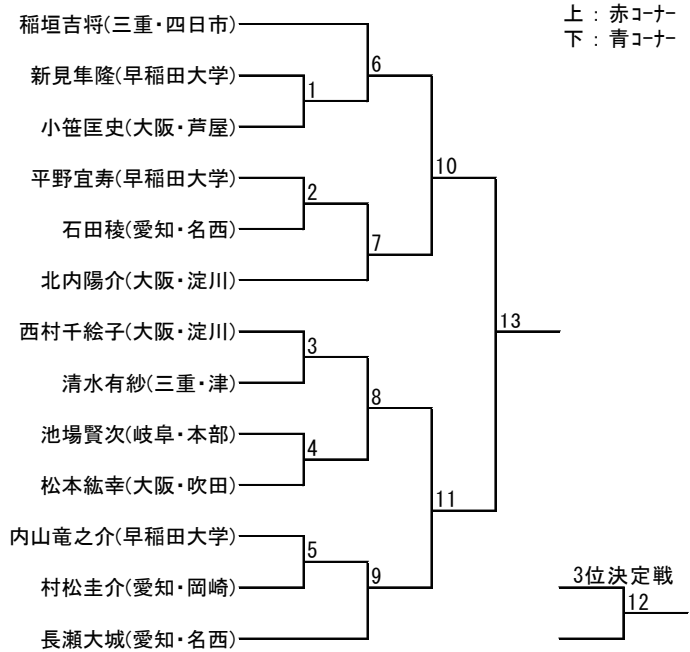 上 : 赤コーナー
下 : 青コーナー
稲垣吉将(三重・四日市)
6
新見隼隆(早稲田大学)
1
小笹匡史(大阪・芦屋)
10
平野宜寿(早稲田大学)
2
石田稜(愛知・名西)
7
北内陽介(大阪・淀川)
13
西村千絵子(大阪・淀川)
3
清水有紗(三重・津)
8
池場賢次(岐阜・本部)
4
松本紘幸(大阪・吹田)
11
内山竜之介(早稲田大学)
5
村松圭介(愛知・岡崎)
9
3位決定戦
12
長瀬大城(愛知・名西)